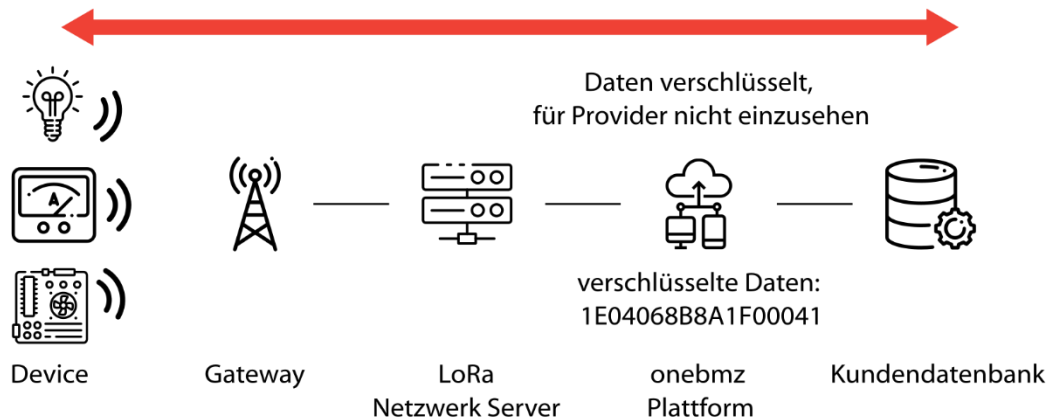 Daten verschlüsselt,
für Provider nicht einzusehen
A
verschlüsselte Daten:
1E04068B8A1F00041
Device
Gateway
LoRa
Netzwerk Server
onebmz
Plattform
Kundendatenbank